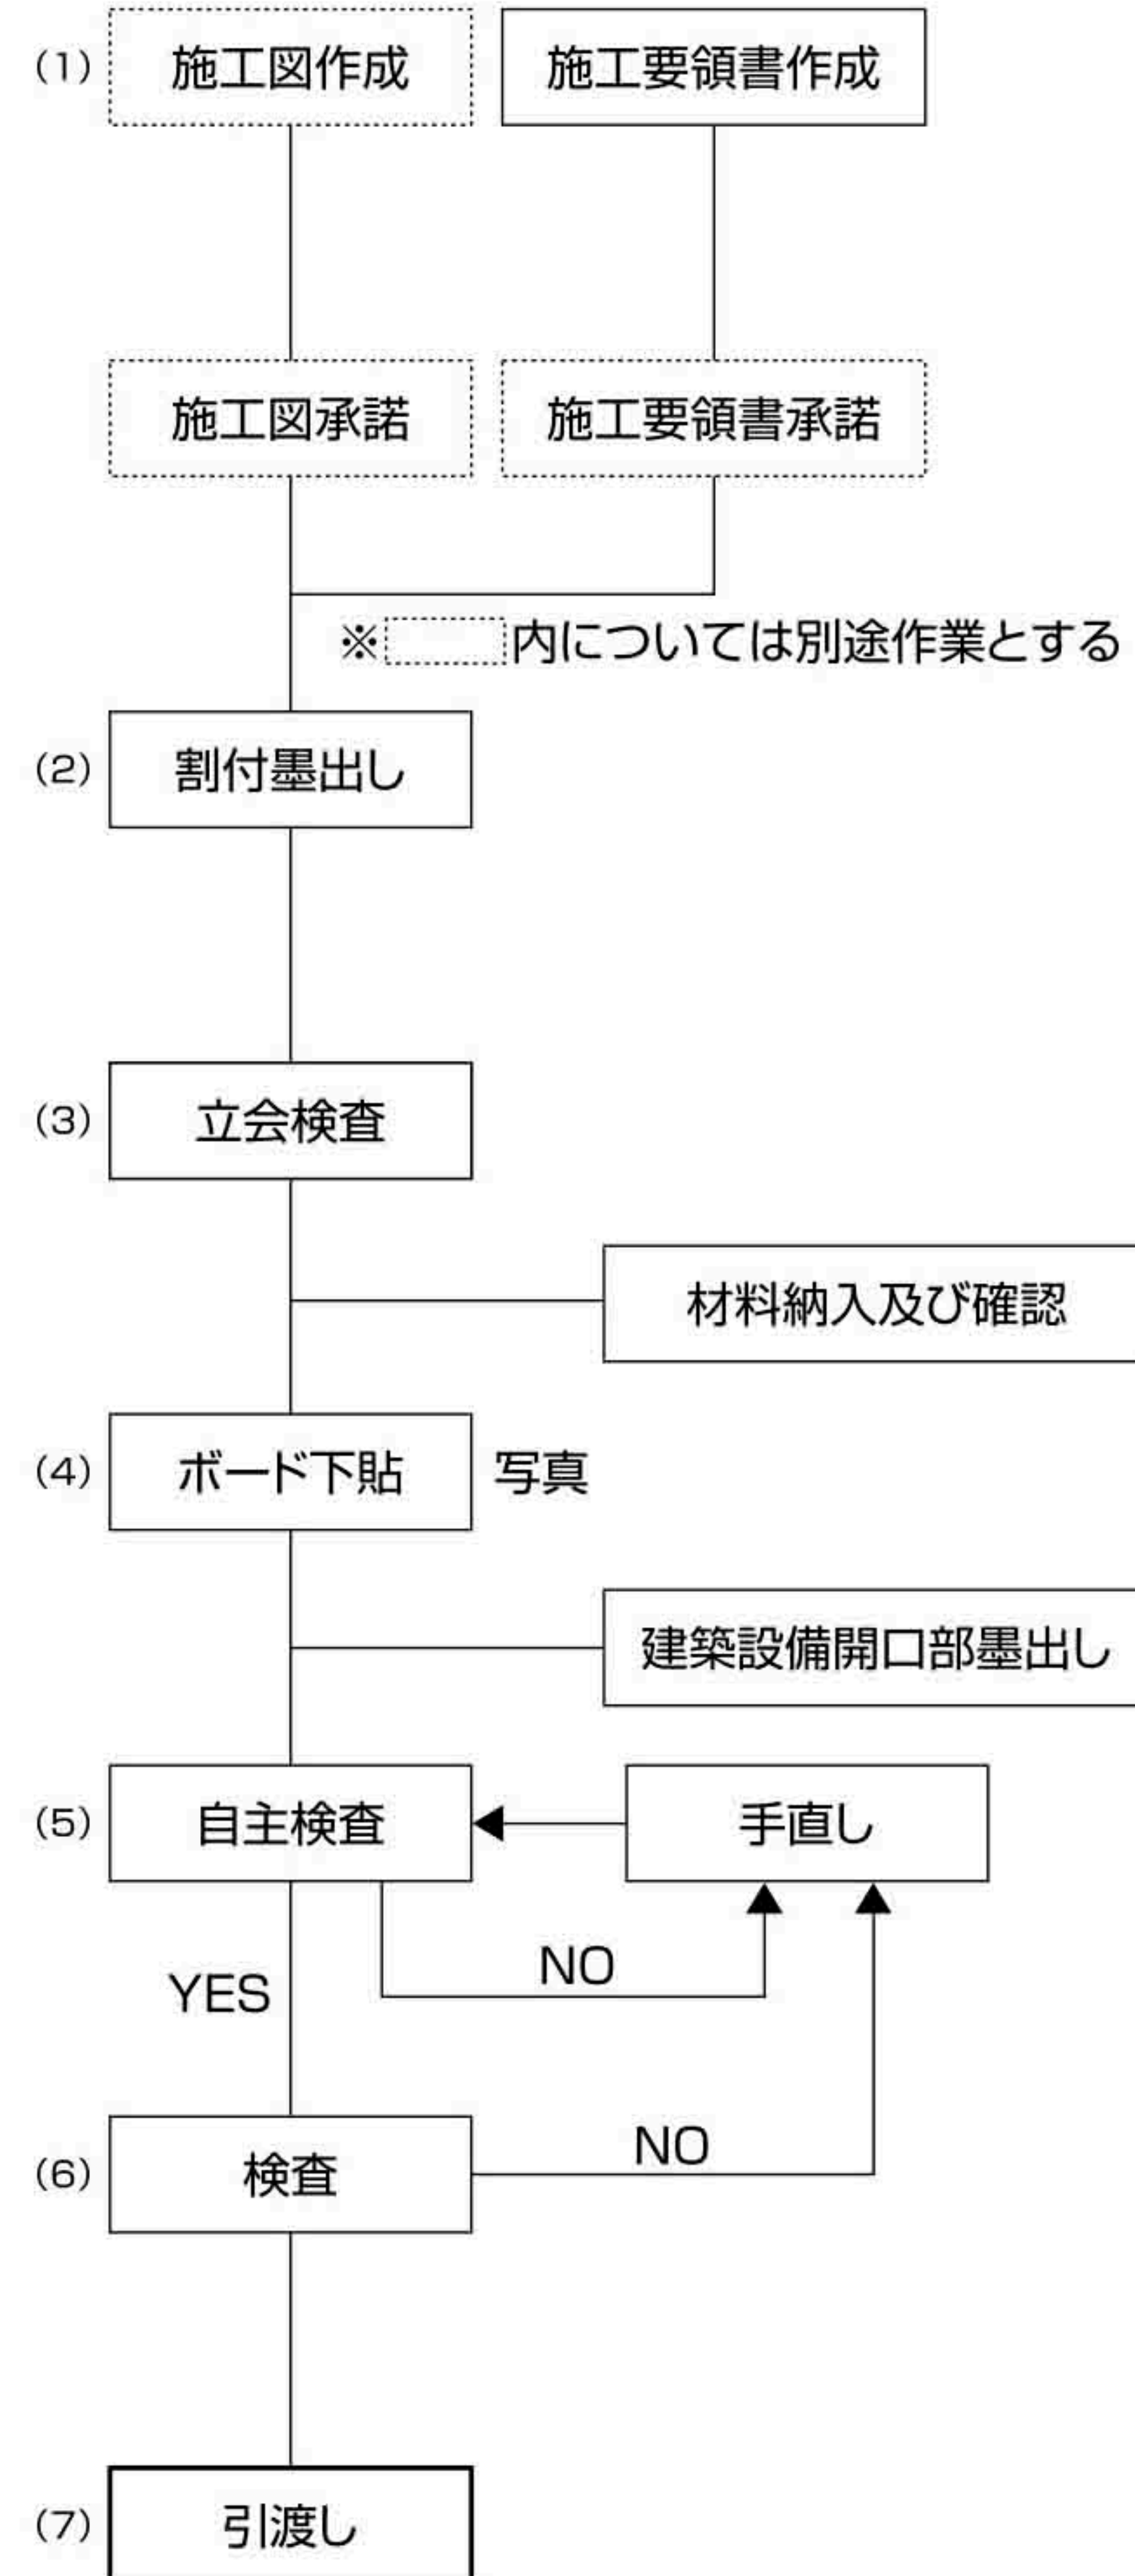 (1) 施工図作成 施工要領書作成
施工図承諾 施工要領書承諾
※ 内については別途作業とする
(2) 割付墨出し
(3) 立会検査
材料納入及び確認
(4) ボード下貼 写真
建築設備開口部墨出し
(5) 自主検査 手直し
NO
YES
NO
(6) 検査
(7) 引渡し